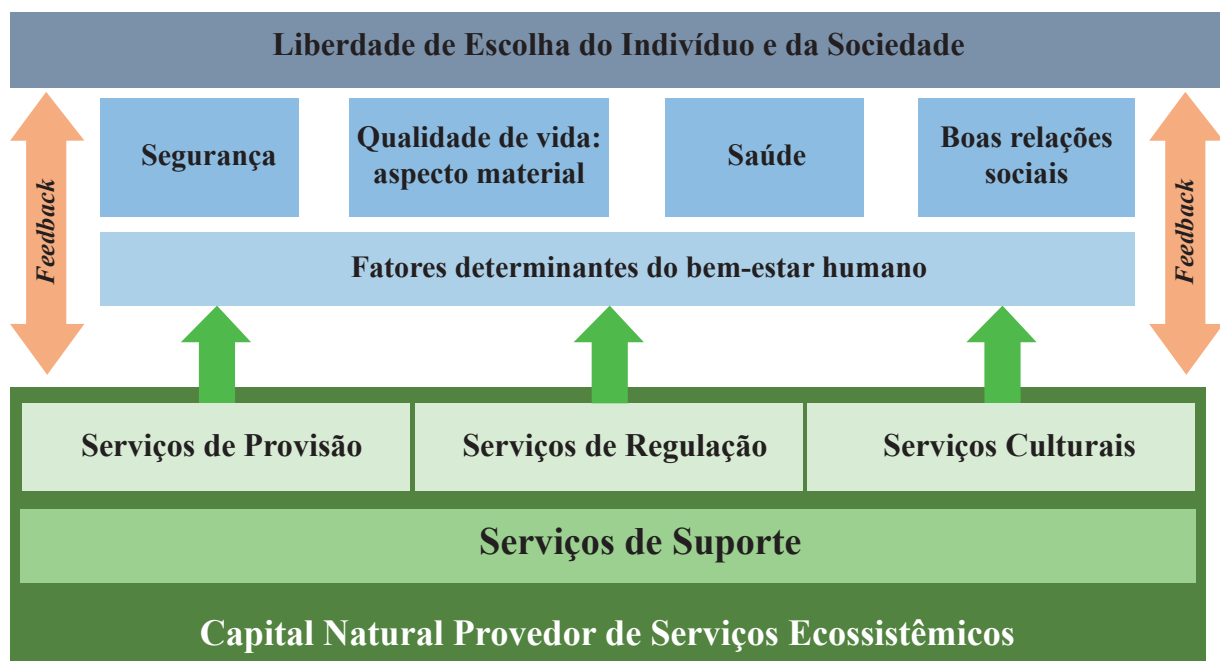 Liberdade de Escolha do Indivíduo e da Sociedade
Feedback
Segurança
Qualidade de vida:
aspecto material
Saúde
Boas relações
sociais
Feedback
Fatores determinantes do bem-estar humano
Serviços de Provisão
Serviços de Regulação
Serviços Culturais
Serviços de Suporte
Capital Natural Provedor de Serviços Ecossistêmicos